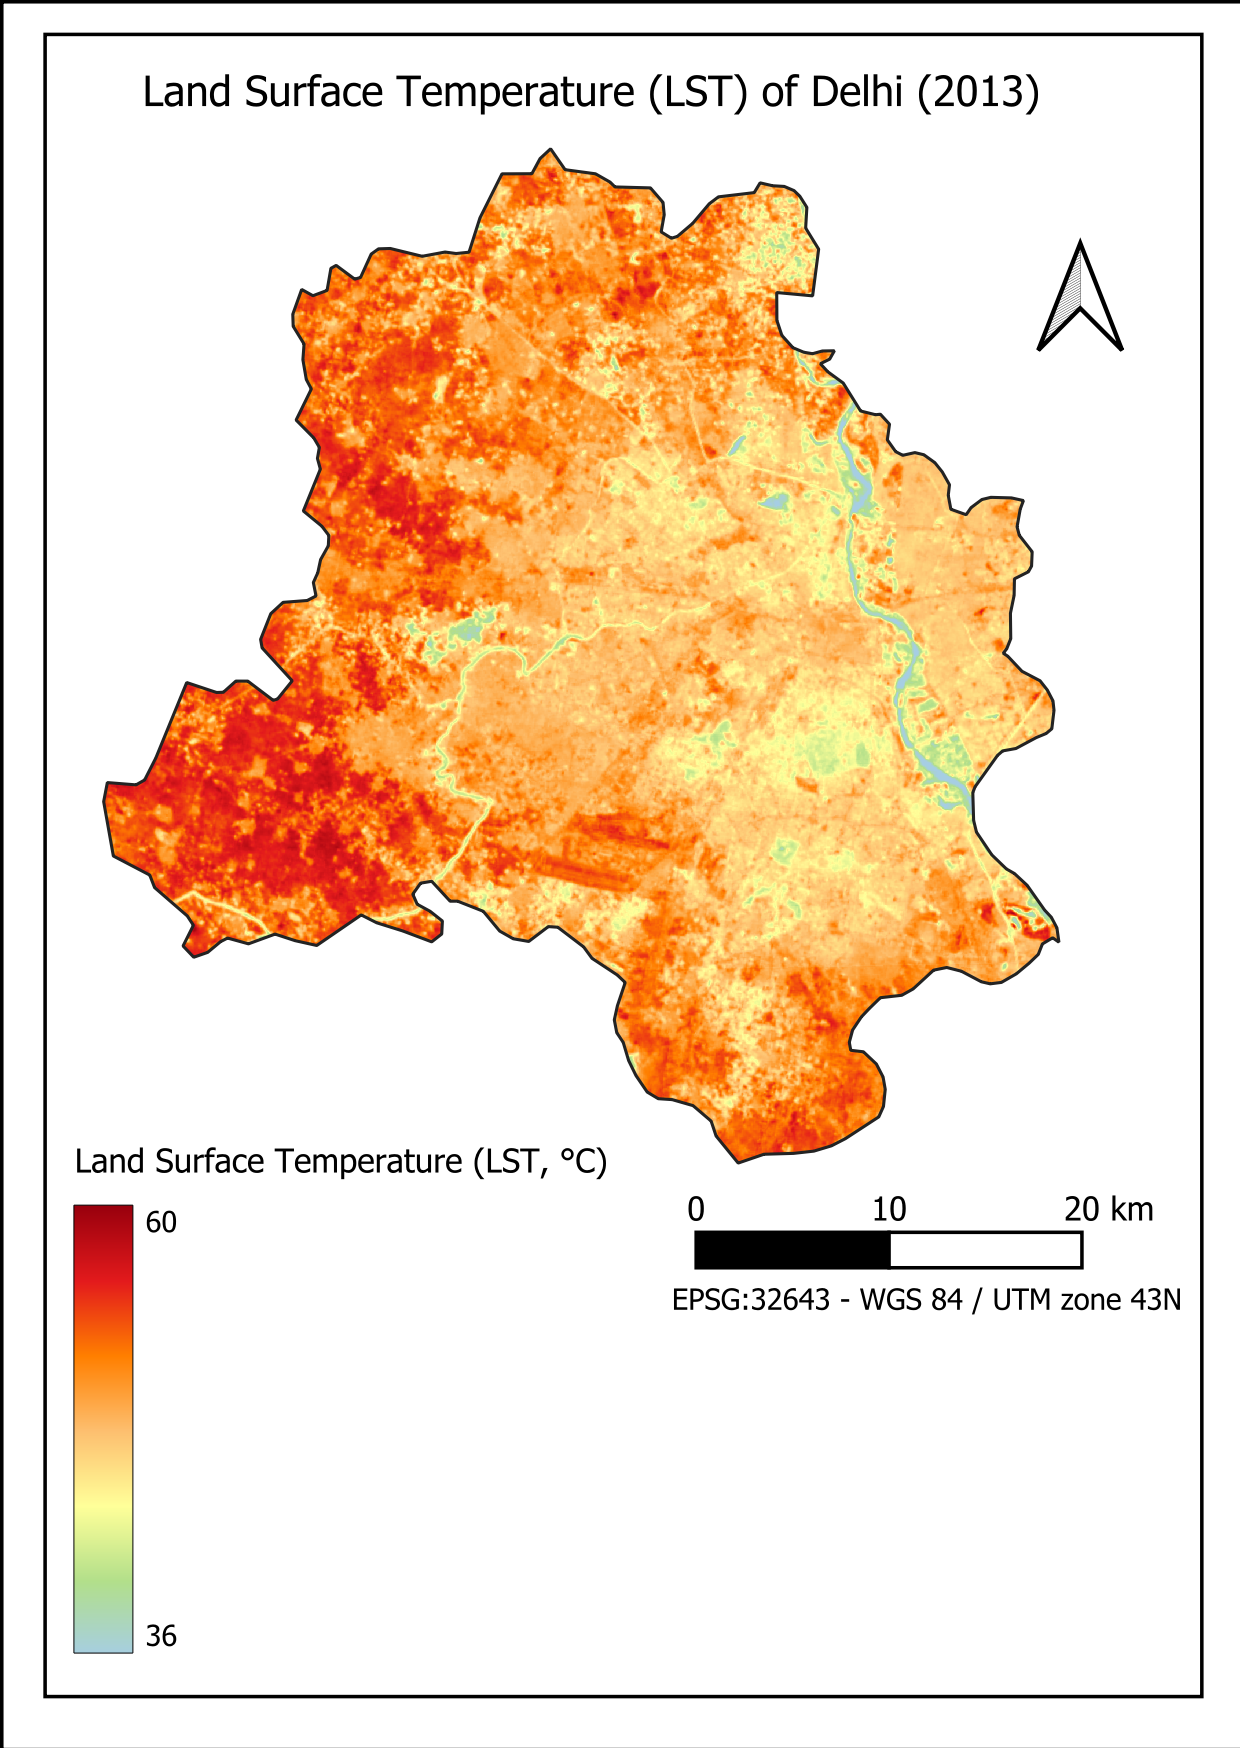 Land Surface Temperature (LST) of Delhi (2013)
Land Surface Temperature (LST, °C)
60
36
0 10 20 km
EPSG:32643 - WGS 84 / UTM zone 43N